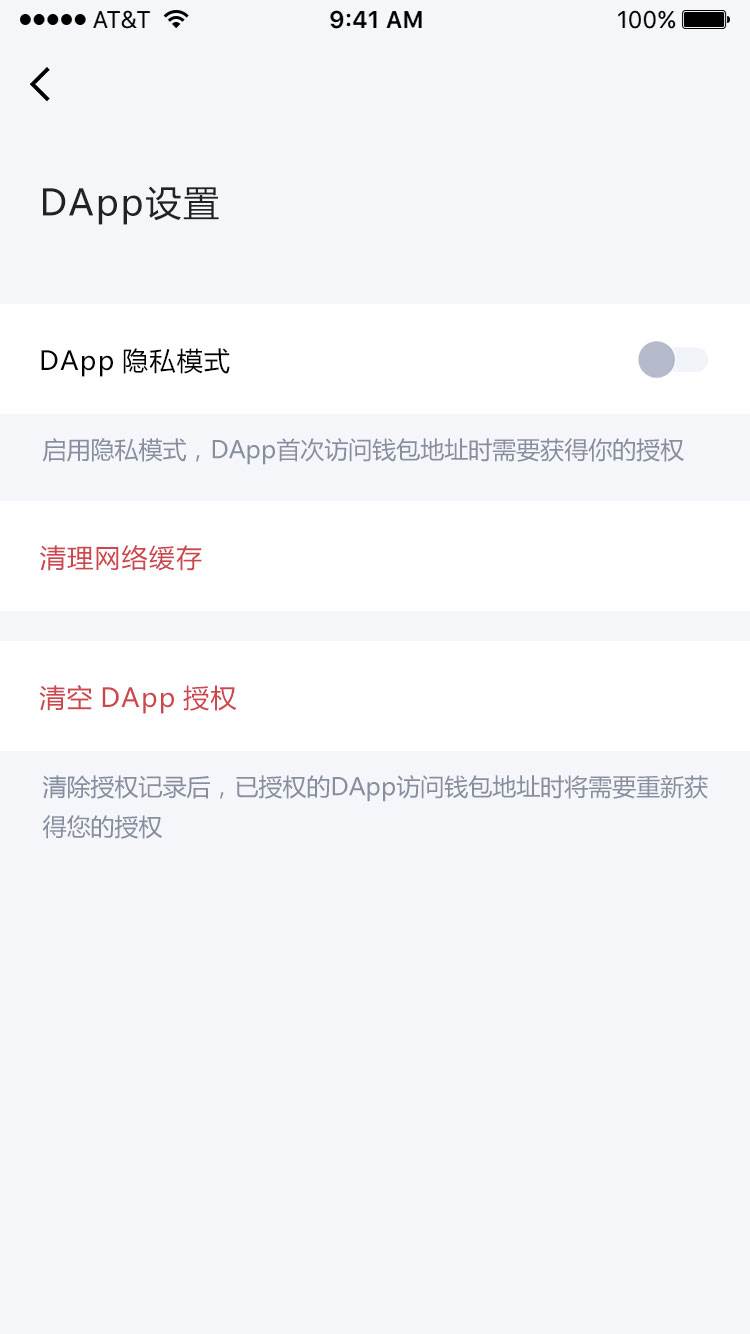 AT&T 9:41 AM 100%
DApp设置
DApp 隐私模式
启用隐私模式，DApp首次访问钱包地址时需要获得你的授权
清理网络缓存
清空 DApp 授权
清除授权记录后，已授权的DApp访问钱包地址时将需要重新获
得您的授权